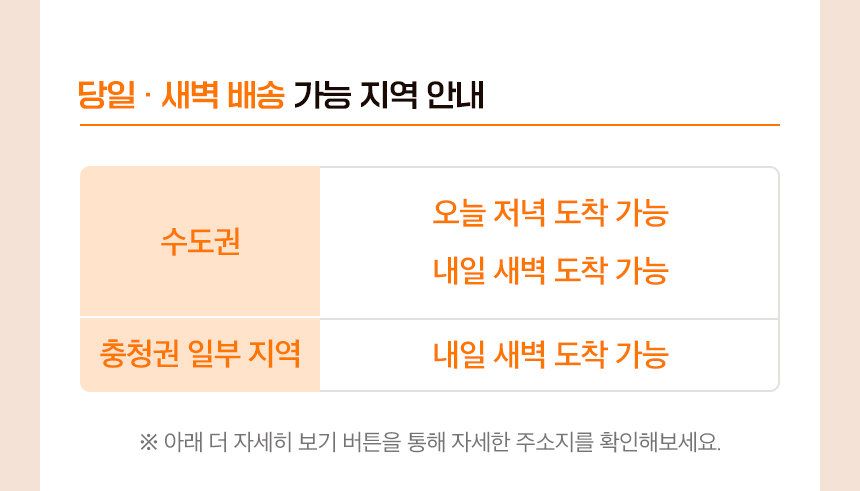 당일 · 새벽 배송 가능 지역 안내
수도권
오늘 저녁 도착 가능
내일 새벽 도착 가능
충청권 일부 지역
내일 새벽 도착 가능
※ 아래 더 자세히 보기 버튼을 통해 자세한 주소지를 확인해보세요.